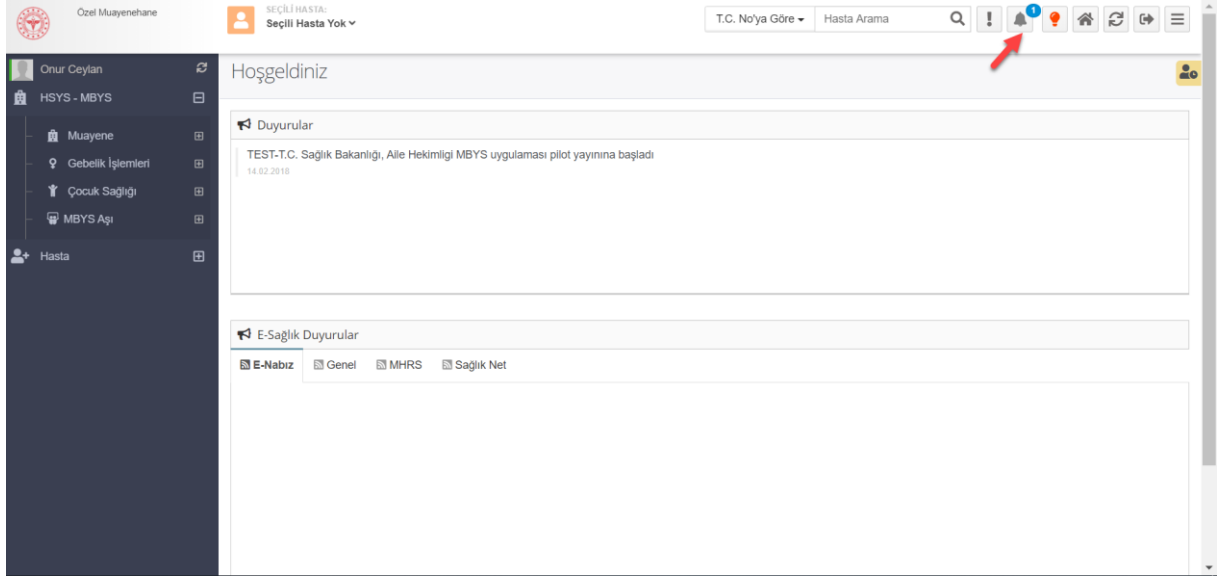 Özel Muayenehane
SEÇİLİ HASTA:
Seçili Hasta Yok
T.C. No'ya Göre
Hasta Arama
1
Onur Ceylan
HSYS - MBYS
Muayene
Gebelik İşlemleri
Çocuk Sağlığı
MBYS Aşı
Hasta
Hoşgeldiniz
Duyurular
TEST-T.C. Sağlık Bakanlığı, Aile Hekimligi MBYS uygulaması pilot yayınına başladı
14.02.2018
E-Sağlık Duyurular
E-Nabız Genel MHRS Sağlık Net